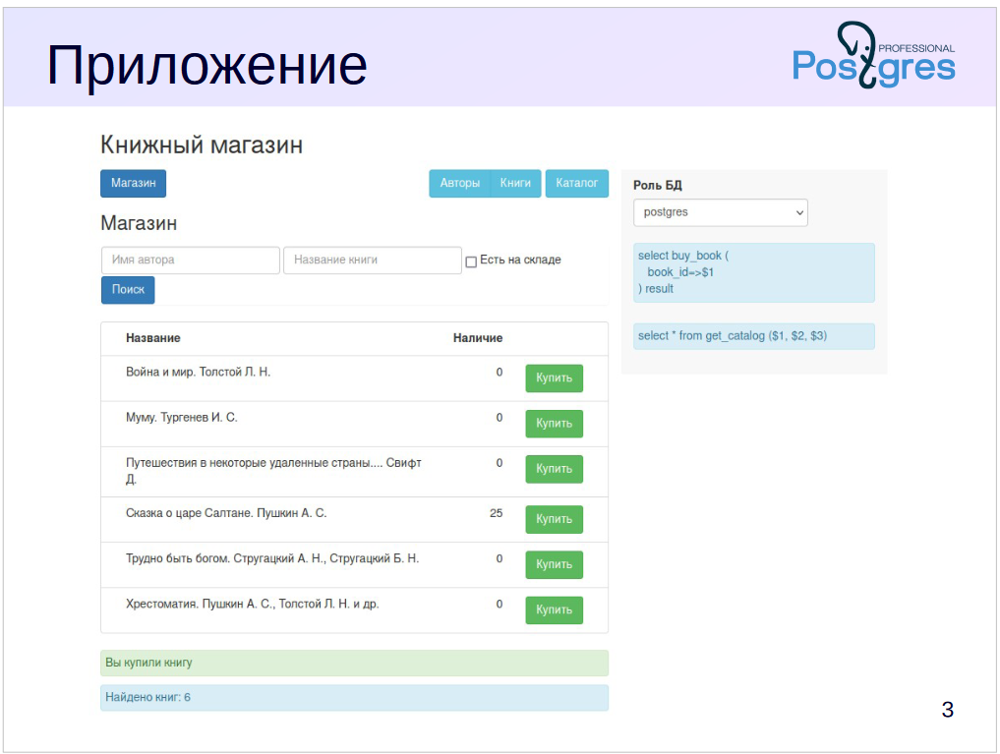 Приложение
PROFESSIONAL
Postgres
Книжный магазин
Магазин
Авторы
Книги
Каталог
Магазин
Имя автора
Название книги
Есть на складе
Поиск
Название Наличие
Война и мир. Толстой Л. Н. 0 Купить
Муму. Тургенев И. С. 0 Купить
Путешествия в некоторые удаленные страны.... Свифт
Д. 0 Купить
Сказка о царе Салтане. Пушкин А. С. 25 Купить
Трудно быть богом. Стругацкий А. Н., Стругацкий Б. Н. 0 Купить
Хрестоматия. Пушкин А. С., Толстой Л. Н. и др. 0 Купить
Вы купили книгу
Найдено книг: 6
Роль БД
postgres
select buy_book (
book_id=>$1
) result
select * from get_catalog ($1, $2, $3)
3